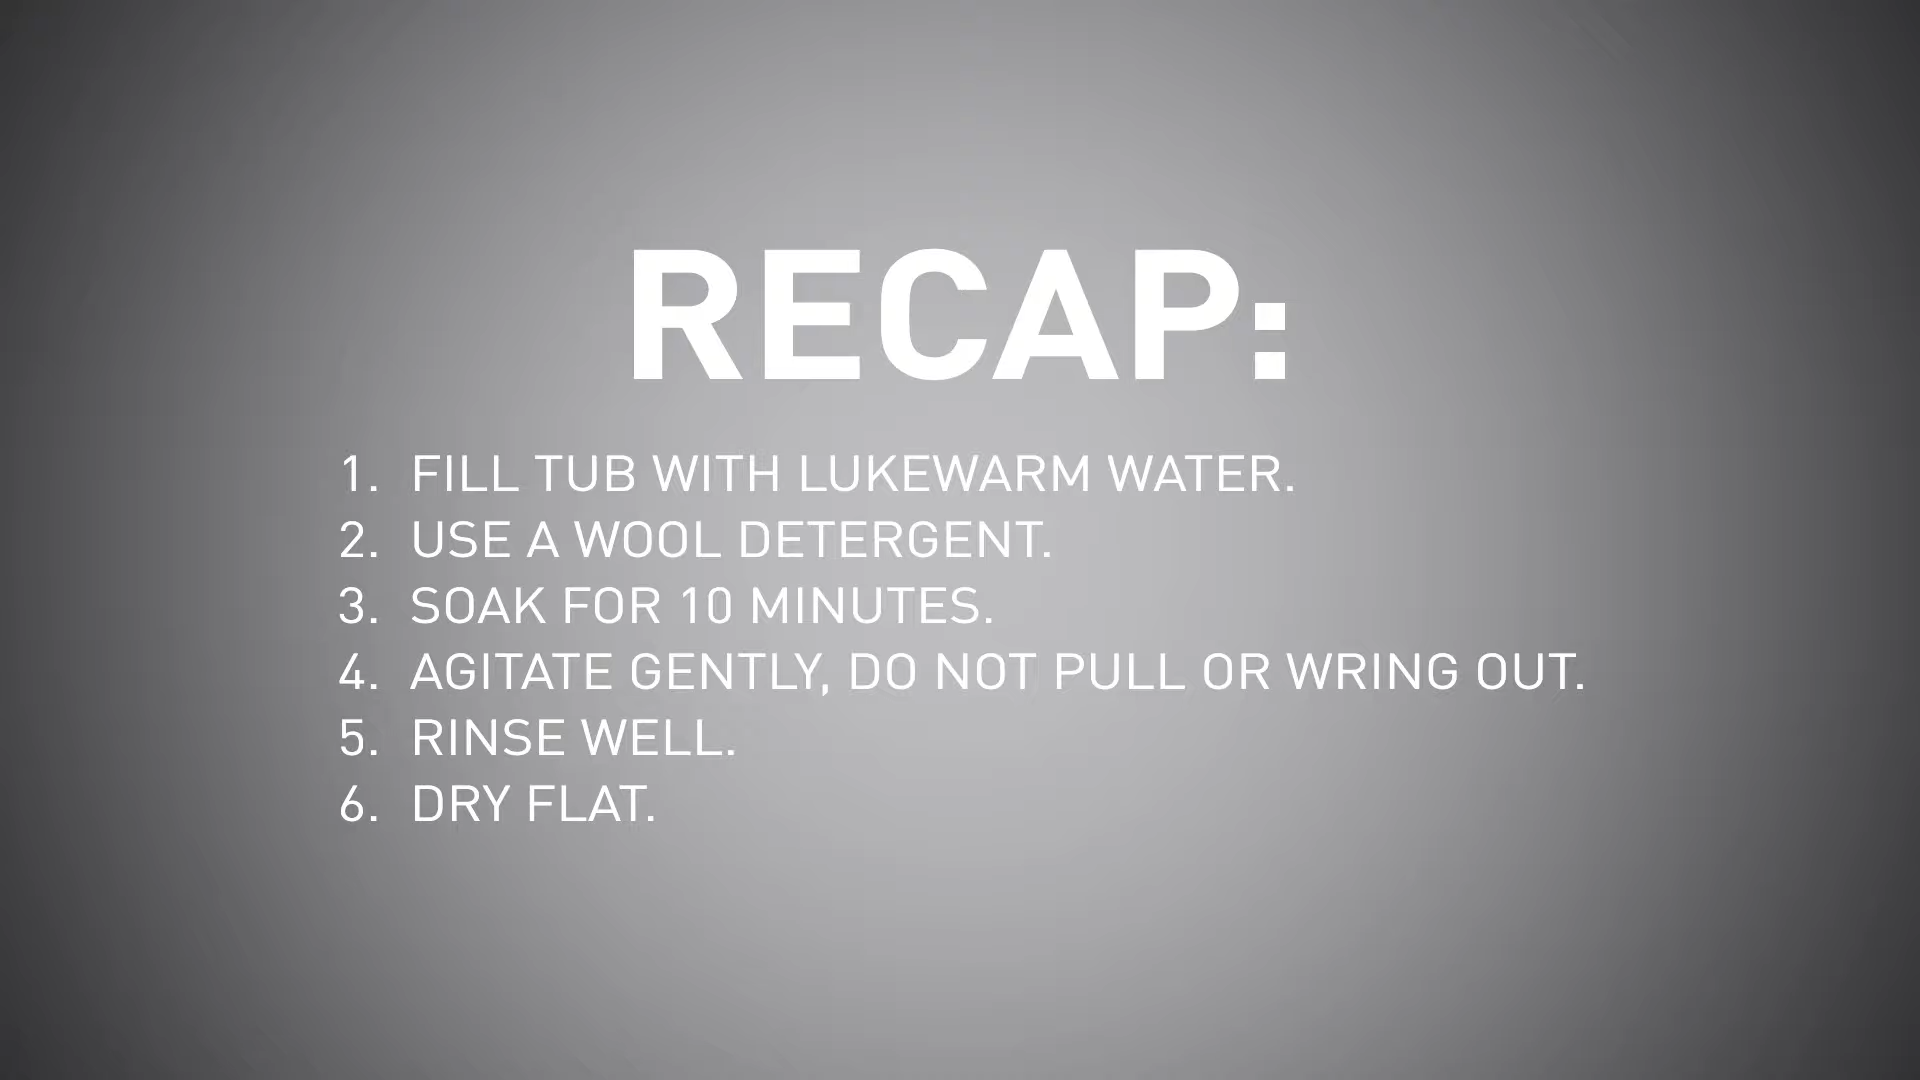 RECAP:
1. FILL TUB WITH LUKEWARM WATER.
2. USE A WOOL DETERGENT.
3. SOAK FOR 10 MINUTES.
4. AGITATE GENTLY, DO NOT PULL OR WRING OUT.
5. RINSE WELL.
6. DRY FLAT.